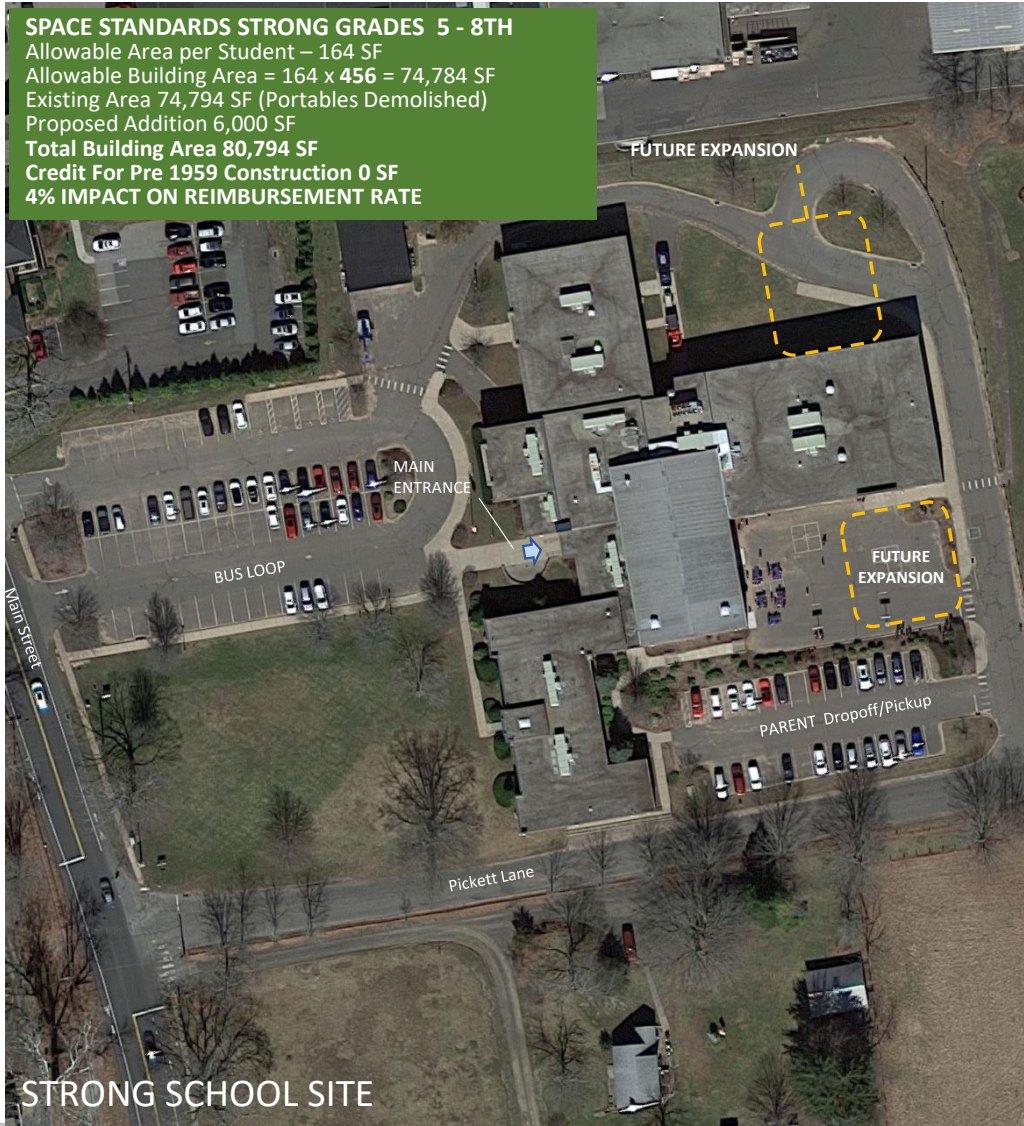 SPACE STANDARDS STRONG GRADES 5 - 8TH
Allowable Area per Student – 164 SF
Allowable Building Area = 164 x 456 = 74,784 SF
Existing Area 74,794 SF (Portables Demolished)
Proposed Addition 6,000 SF
Total Building Area 80,794 SF
Credit For Pre 1959 Construction 0 SF
4% IMPACT ON REIMBURSEMENT RATE
FUTURE EXPANSION
MAIN
ENTRANCE
BUS LOOP
FUTURE
EXPANSION
Main Street
PARENT Dropoff/Pickup
Pickett Lane
STRONG SCHOOL SITE